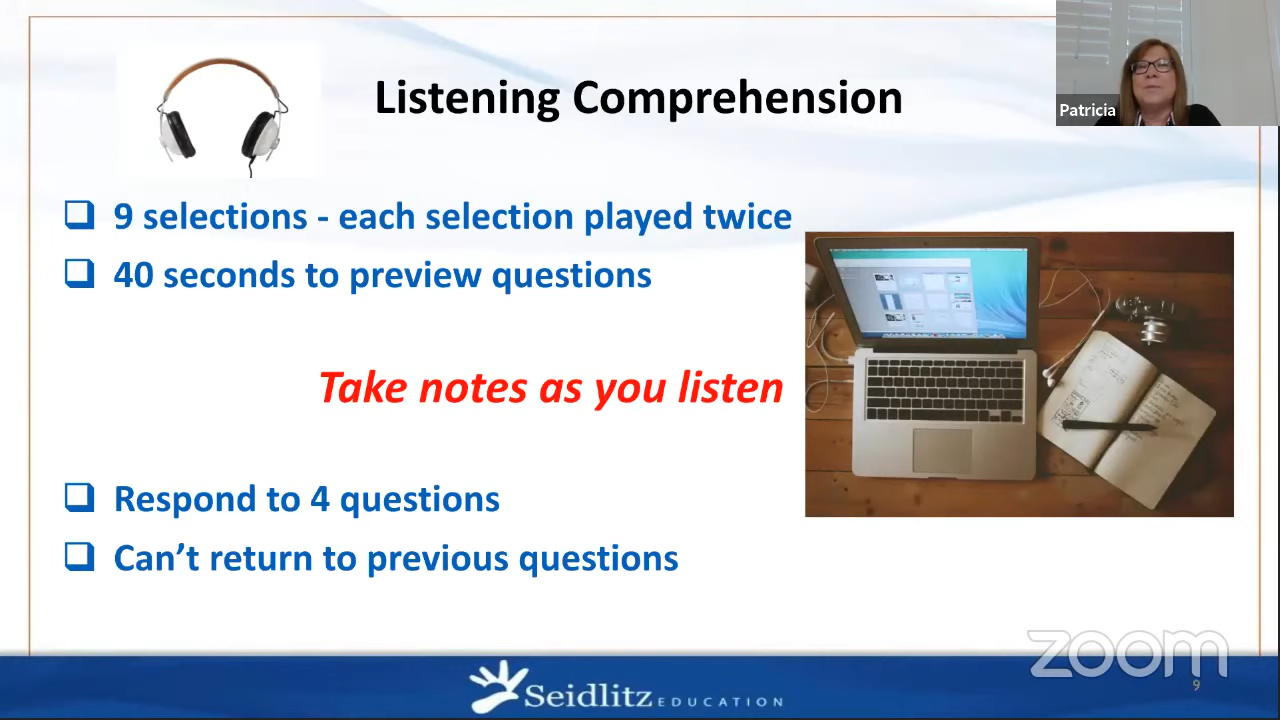 Listening Comprehension
Patricia
❑ 9 selections - each selection played twice
❑ 40 seconds to preview questions
Take notes as you listen
❑ Respond to 4 questions
❑ Can’t return to previous questions
zoom
9
Seidlitz EDUCATION